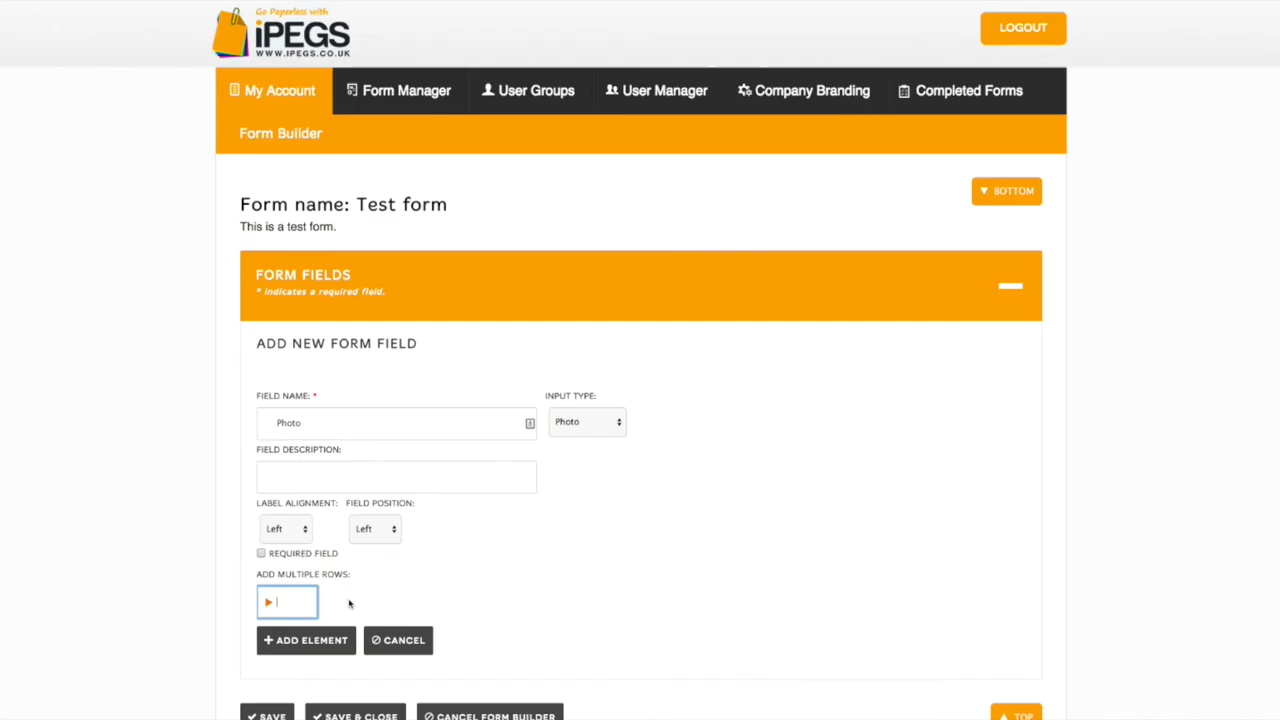 Go Paperless with
iPEGS
WWW.IPEGS.CO.UK
LOGOUT
My Account
Form Manager
User Groups
User Manager
Company Branding
Completed Forms
Form Builder
BOTTOM
Form name: Test form
This is a test form.
FORM FIELDS
* indicates a required field.
ADD NEW FORM FIELD
FIELD NAME: *
INPUT TYPE:
Photo
Photo
FIELD DESCRIPTION:
LABEL ALIGNMENT:
FIELD POSITION:
Left
Left
REQUIRED FIELD
ADD MULTIPLE ROWS:
ADD ELEMENT
CANCEL
SAVE
SAVE & CLOSE
CANCEL FORM BUILDER
TOP